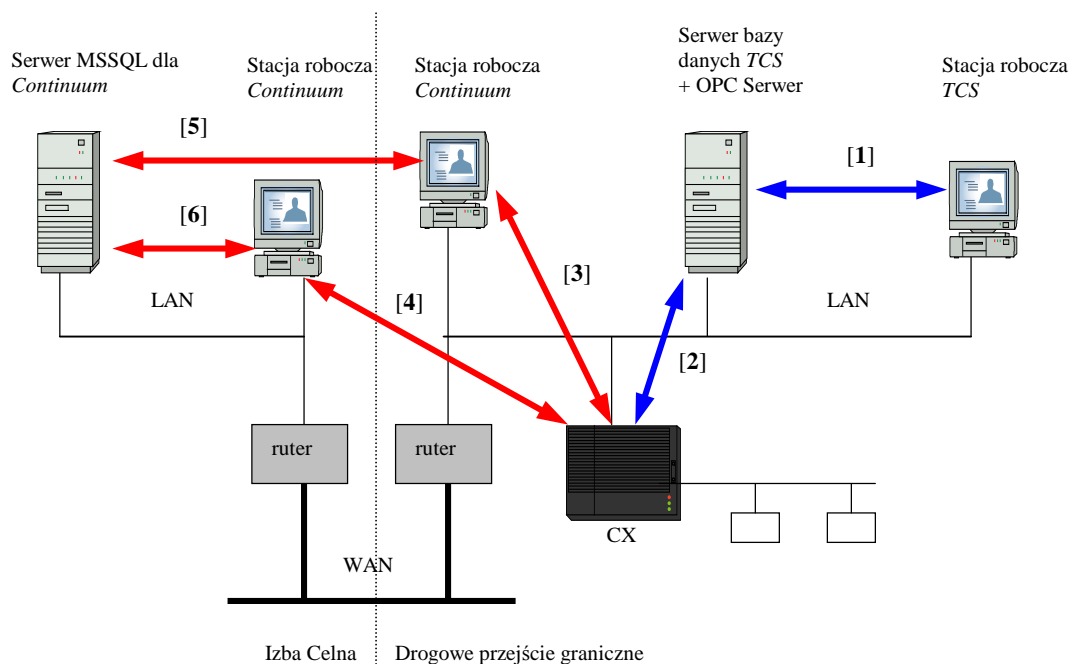 Serwer MSSQL dla
Continuum
Stacja robocza
Continuum
Stacja robocza
Continuum
Serwer bazy
danych TCS
+ OPC Serwer
Stacja robocza
TCS
[5]
[1]
[6]
[3]
[4]
LAN
LAN
[2]
ruter
ruter
CX
WAN
Izba Celna
Drogowe przejście graniczne